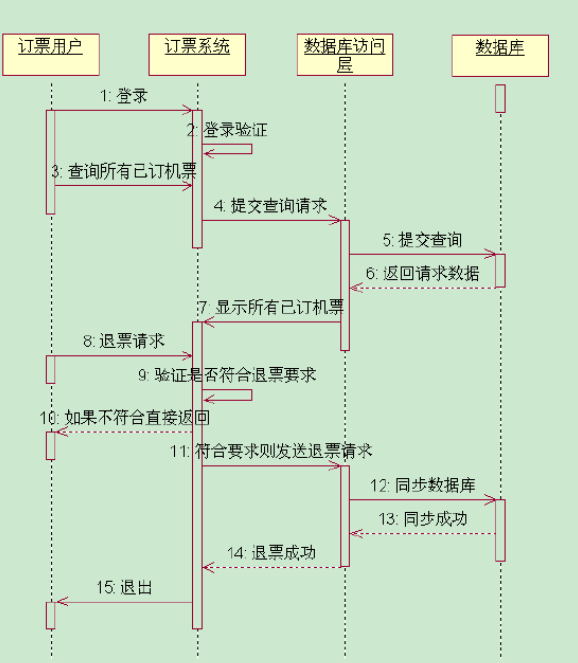 订票用户
订票系统
数据库访问
层
数据库
1: 登录
2: 登录验证
3: 查询所有已订机票
4: 提交查询请求
5: 提交查询
6: 返回请求数据
7: 显示所有已订机票
8: 退票请求
9: 验证是否符合退票要求
10: 如果不符合直接返回
11: 符合要求则发送退票请求
12: 同步数据库
13: 同步成功
14: 退票成功
15: 退出